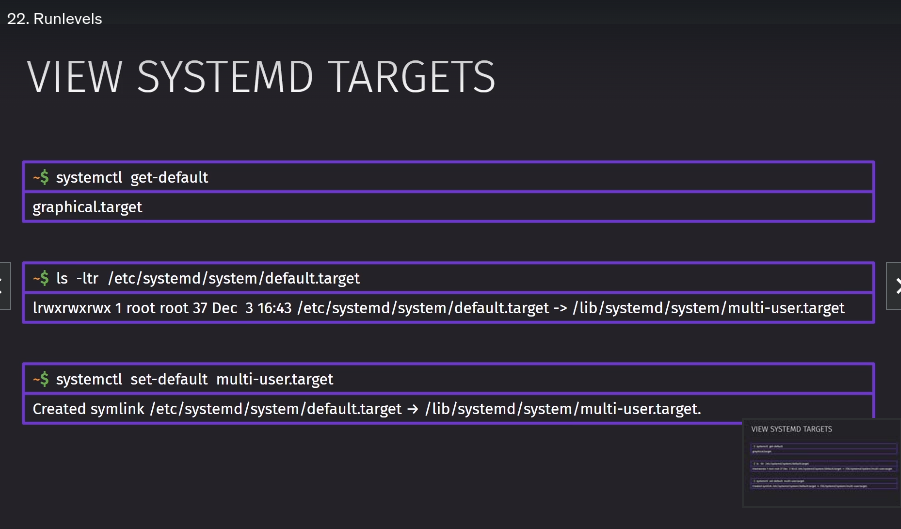 22. Runlevels
VIEW SYSTEMD TARGETS
~$ systemctl get-default
graphical.target
~$ ls -ltr /etc/systemd/system/default.target
lrwxrwxrwx 1 root root 37 Dec 3 16:43 /etc/systemd/system/default.target -> /lib/systemd/system/multi-user.target
~$ systemctl set-default multi-user.target
Created symlink /etc/systemd/system/default.target → /lib/systemd/system/multi-user.target.
VIEW SYSTEMD TARGETS